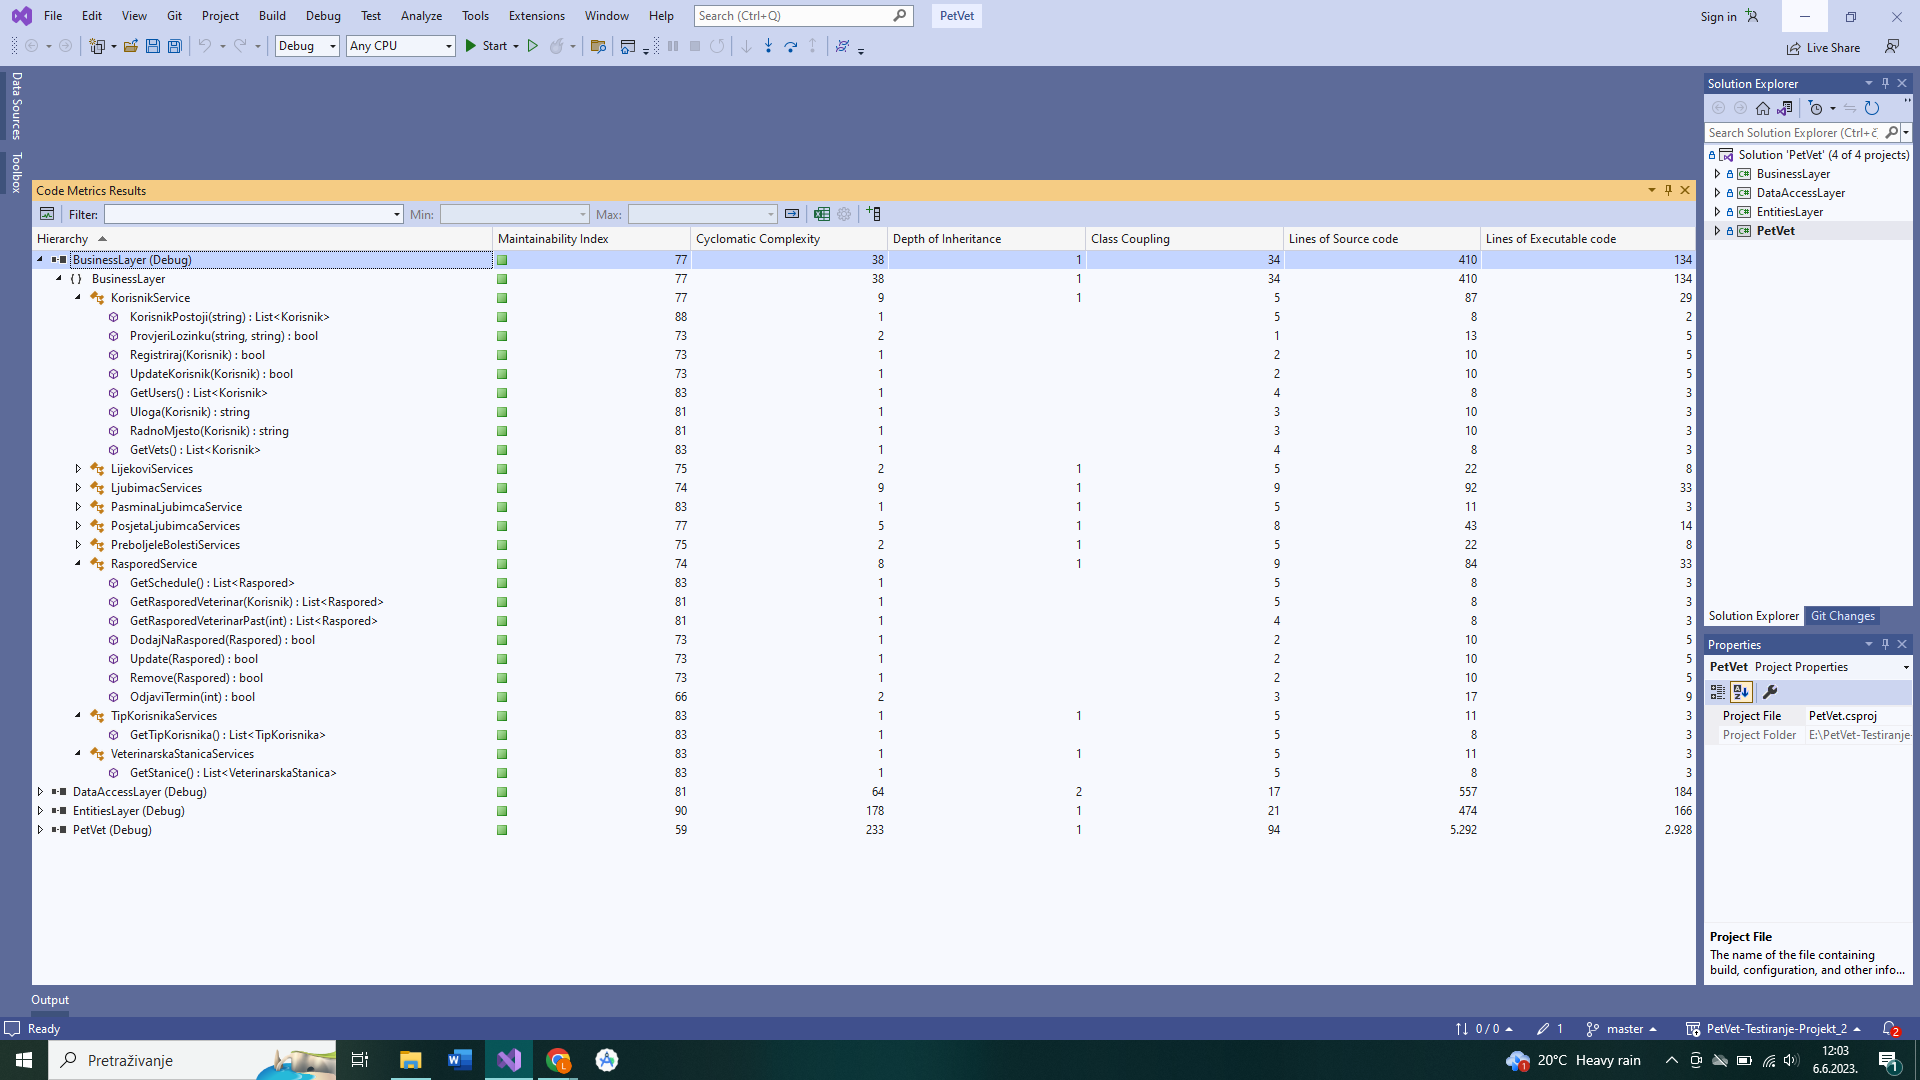 File Edit View Git Project Build Debug Test Analyze Tools Extensions Window Help Search (Ctrl+Q) PetVet Sign in
Debug Any CPU Start Live Share
Data Sources
Toolbox
Code Metrics Results
Filter: Min: Max:
Hierarchy Maintainability Index Cyclomatic Complexity Depth of Inheritance Class Coupling Lines of Source code Lines of Executable code
BusinessLayer (Debug) 77 38 1 34 410 134
{ } BusinessLayer 77 38 1 34 410 134
KorisnikService 77 9 1 5 87 29
KorisnikPostoji(string) : List<Korisnik> 88 1 5 8 2
ProvjeriLozinku(string, string) : bool 73 2 1 13 5
Registriraj(Korisnik) : bool 73 1 2 10 5
UpdateKorisnik(Korisnik) : bool 73 1 2 10 5
GetUsers() : List<Korisnik> 83 1 4 8 3
Uloga(Korisnik) : string 81 1 3 10 3
RadnoMjesto(Korisnik) : string 81 1 3 10 3
GetVets() : List<Korisnik> 83 1 4 8 3
LijekoviServices 75 2 1 5 22 8
LjubimacServices 74 9 1 9 92 33
PasminaLjubimcaService 83 1 1 5 11 3
PosjetaLjubimcaServices 77 5 1 8 43 14
PreboljeleBolestiServices 75 2 1 5 22 8
RasporedService 74 8 1 9 84 33
GetSchedule() : List<Raspored> 83 1 5 8 3
GetRasporedVeterinar(Korisnik) : List<Raspored> 81 1 5 8 3
GetRasporedVeterinarPast(int) : List<Raspored> 81 1 4 8 3
DodajNaRaspored(Raspored) : bool 73 1 2 10 5
Update(Raspored) : bool 73 1 2 10 5
Remove(Raspored) : bool 73 1 2 10 5
OdjaviTermin(int) : bool 66 2 3 17 9
TipKorisnikaServices 83 1 1 5 11 3
GetTipKorisnika() : List<TipKorisnika> 83 1 5 8 3
VeterinarskaStanicaServices 83 1 1 5 11 3
GetStanice() : List<VeterinarskaStanica> 83 1 5 8 3
DataAccessLayer (Debug) 81 64 2 17 557 184
EntitiesLayer (Debug) 90 178 1 21 474 166
PetVet (Debug) 59 233 1 94 5.292 2.928
Solution Explorer
Search Solution Explorer (Ctrl+č
Solution 'PetVet' (4 of 4 projects)
C# BusinessLayer
C# DataAccessLayer
C# EntitiesLayer
C# PetVet
Solution Explorer Git Changes
Properties
PetVet Project Properties
Project File PetVet.csproj
Project Folder E:\PetVet-Testiranje-
Project File
The name of the file containing
build, configuration, and other info...
Output
Ready 0 / 0 1 master PetVet-Testiranje-Projekt_2 2
Pretraživanje 1 20°C Heavy rain 12:03
6.6.2023. 1